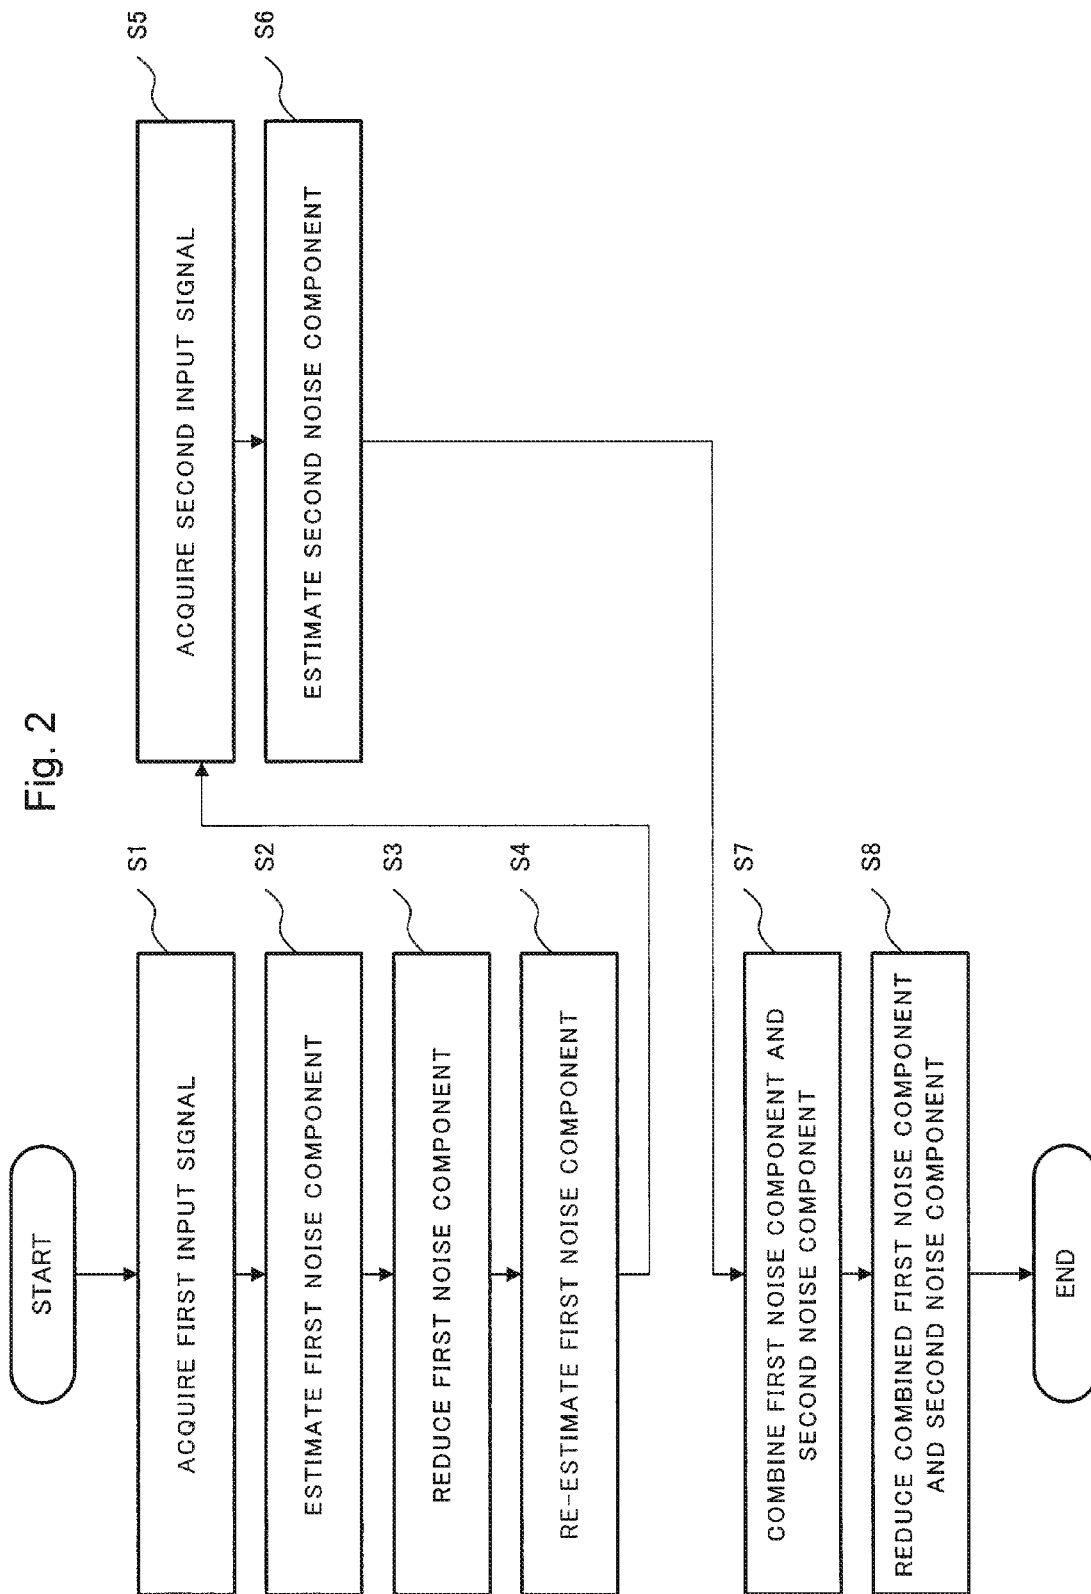 Fig. 2
START
ACQUIRE FIRST INPUT SIGNAL
S1
ESTIMATE FIRST NOISE COMPONENT
S2
REDUCE FIRST NOISE COMPONENT
S3
RE-ESTIMATE FIRST NOISE COMPONENT
S4
ACQUIRE SECOND INPUT SIGNAL
S5
ESTIMATE SECOND NOISE COMPONENT
S6
COMBINE FIRST NOISE COMPONENT AND
SECOND NOISE COMPONENT
S7
REDUCE COMBINED FIRST NOISE COMPONENT
AND SECOND NOISE COMPONENT
S8
END